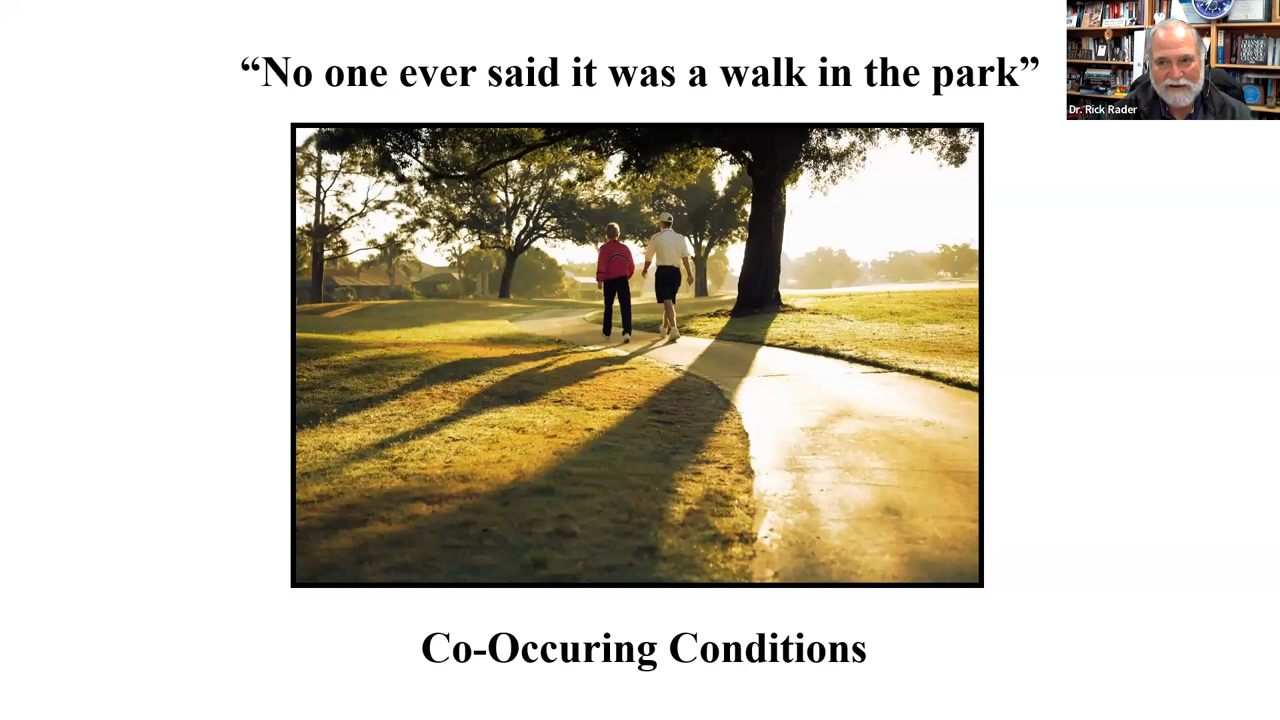 “No one ever said it was a walk in the park”
Dr. Rick Rader
Co-Occuring Conditions